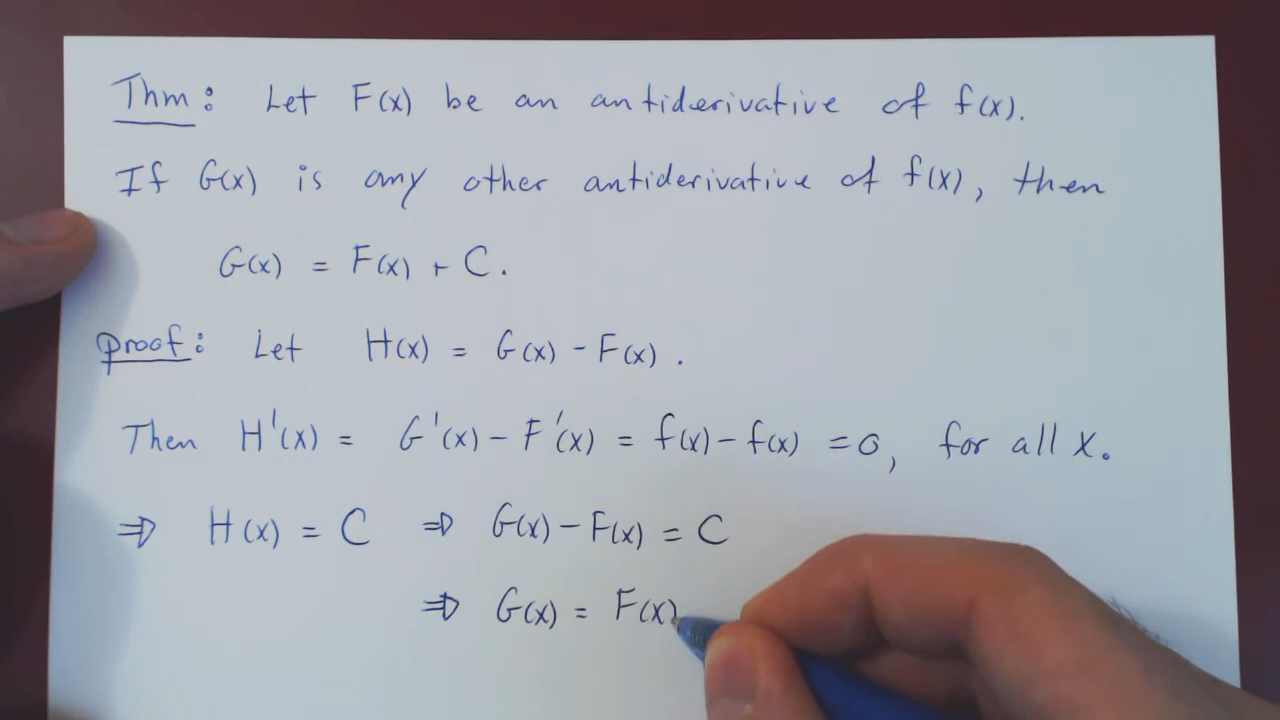 Thm: Let F(x) be an antiderivative of f(x).
If G(x) is any other antiderivative of f(x), then
G(x) = F(x) + C.
proof: Let H(x) = G(x) - F(x).
Then H'(x) = G'(x) - F'(x) = f(x) - f(x) = 0, for all x.
⇒ H(x) = C ⇒ G(x) - F(x) = C
⇒ G(x) = F(x)